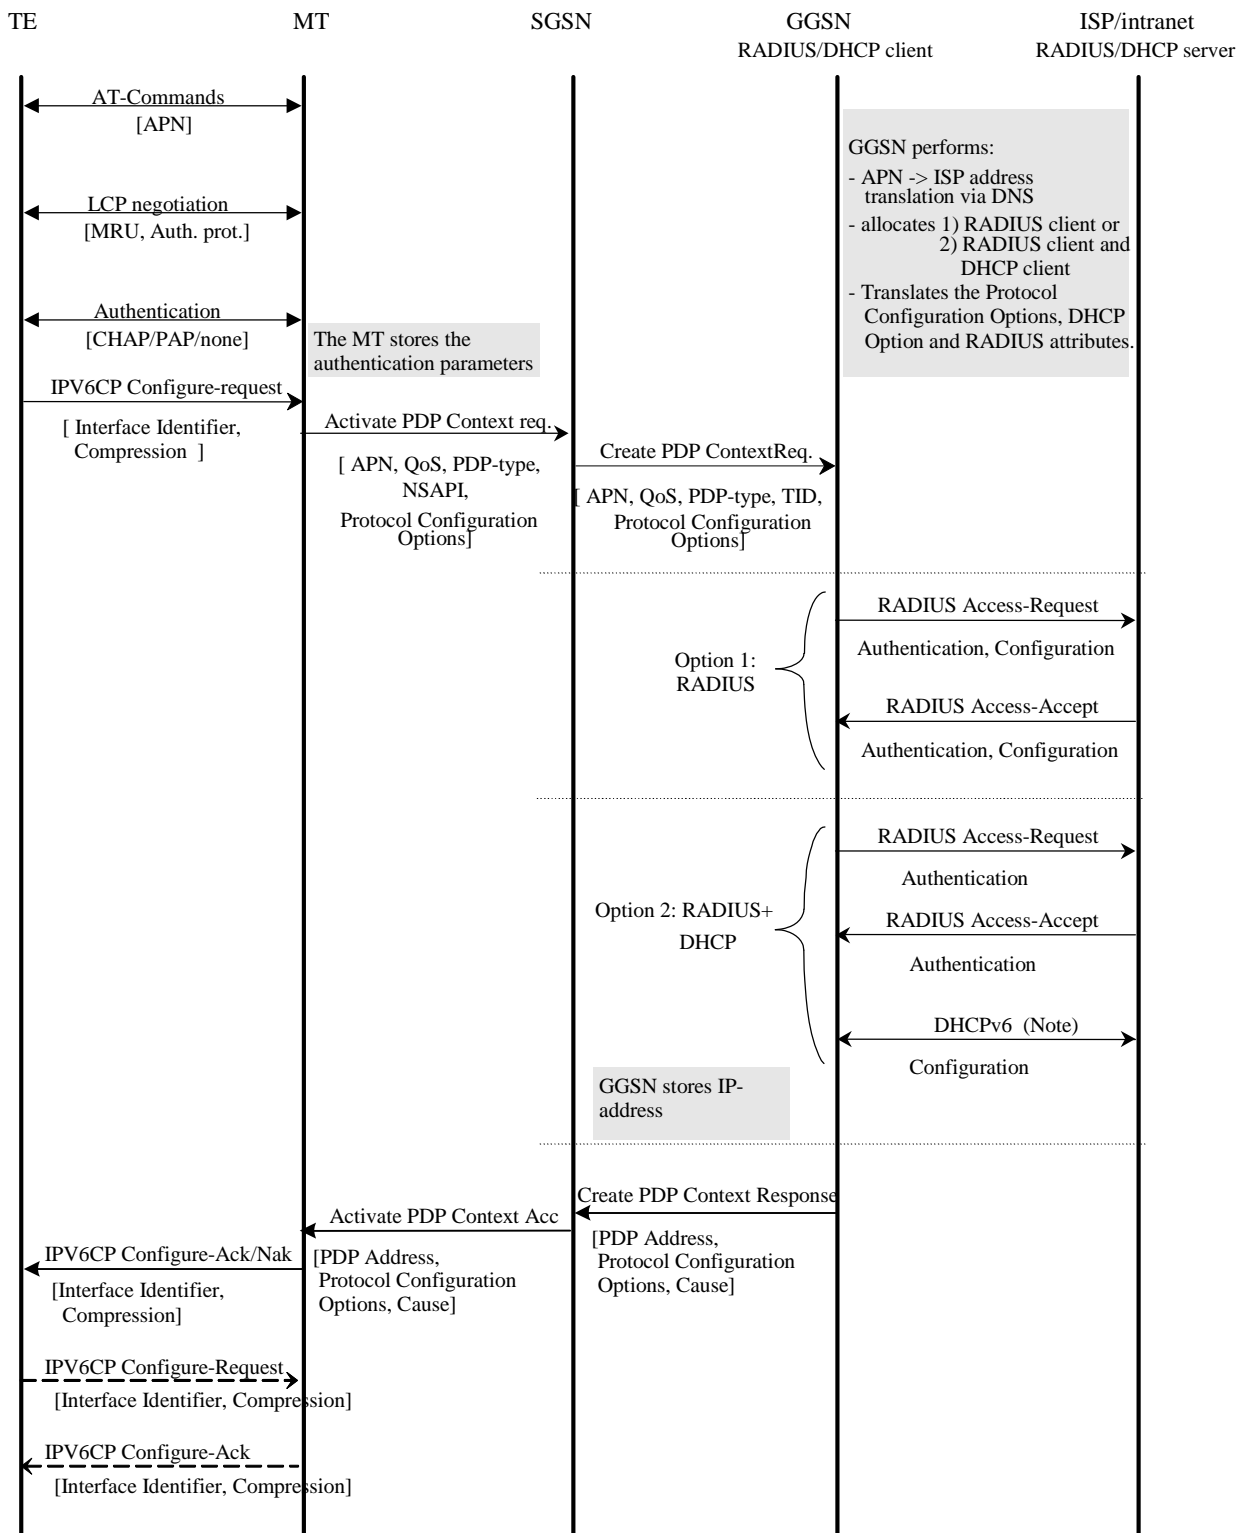 TE
MT
SGSN
GGSN
RADIUS/DHCP client
ISP/intranet
RADIUS/DHCP server
AT-Commands
[APN]
LCP negotiation
[MRU, Auth. prot.]
Authentication
[CHAP/PAP/none]
The MT stores the
authentication parameters
GGSN performs:
- APN -> ISP address
translation via DNS
- allocates 1) RADIUS client or
2) RADIUS client and
DHCP client
- Translates the Protocol
Configuration Options, DHCP
Option and RADIUS attributes.
IPV6CP Configure-request
[ Interface Identifier,
Compression ]
Activate PDP Context req.
[ APN, QoS, PDP-type,
NSAPI,
Protocol Configuration
Options]
Create PDP ContextReq.
[ APN, QoS, PDP-type, TID,
Protocol Configuration
Options]
Option 1:
RADIUS
RADIUS Access-Request
Authentication, Configuration
RADIUS Access-Accept
Authentication, Configuration
Option 2: RADIUS+
DHCP
RADIUS Access-Request
Authentication
RADIUS Access-Accept
Authentication
DHCPv6 (Note)
Configuration
GGSN stores IP-
address
Create PDP Context Response
[PDP Address,
Protocol Configuration
Options, Cause]
Activate PDP Context Acc
[PDP Address,
Protocol Configuration
Options, Cause]
IPV6CP Configure-Ack/Nak
[Interface Identifier,
Compression]
IPV6CP Configure-Request
[Interface Identifier, Compression]
IPV6CP Configure-Ack
[Interface Identifier, Compression]